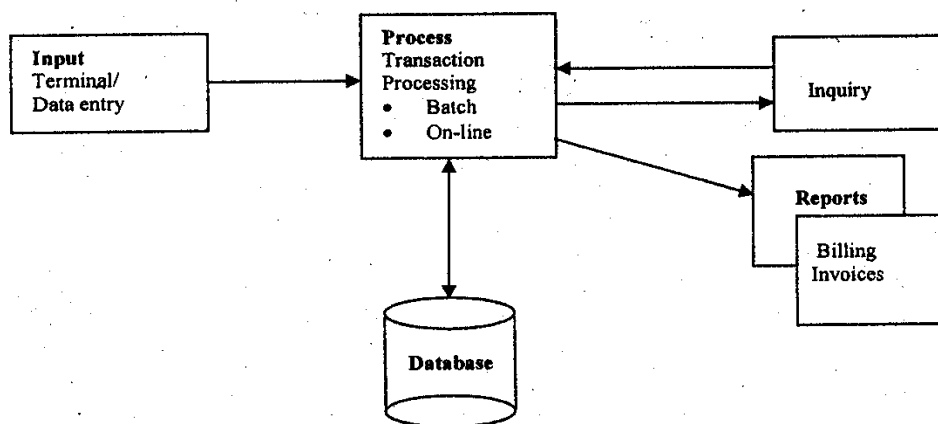 Input
Terminal/
Data entry
Process
Transaction
Processing
• Batch
• On-line
Inquiry
Reports
Billing
Invoices
Database